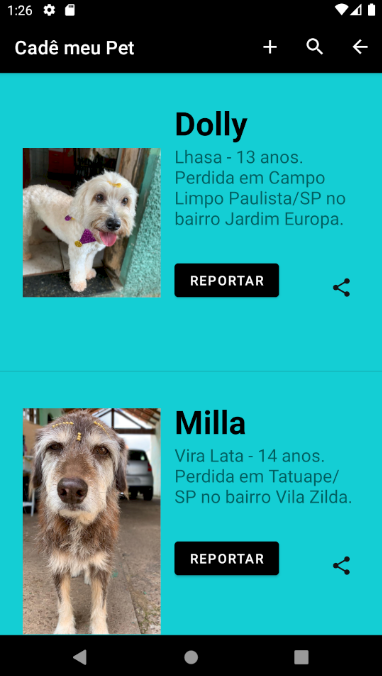 1:26
Cadê meu Pet
Dolly
Lhasa - 13 anos.
Perdida em Campo
Limpo Paulista/SP no
bairro Jardim Europa.
REPORTAR
Milla
Vira Lata - 14 anos.
Perdida em Tatuape/
SP no bairro Vila Zilda.
REPORTAR